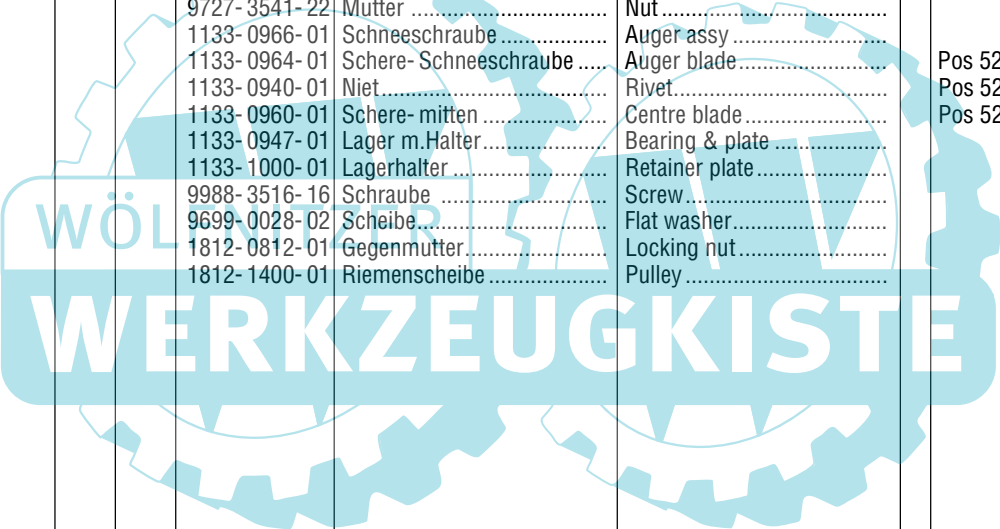 9727-3541-22 Mutter ................................ Nut ................................
1133-0966-01 Schneeschraube ....................... Auger assy ..........................
1133-0964-01 Schere-Schneeschraube ..... Auger blade ................................ Pos 52
1133-0940-01 Niet ................................ Rivet ................................ Pos 52
1133-0960-01 Schere-mitten ........................... Centre blade .............................. Pos 52
1133-0947-01 Lager m.Halter ........................... Bearing & plate .........................
1133-1000-01 Lagerhalter ................................. Retainer plate ............................
9988-3516-16 Schraube ................................... Screw ................................
9699-0028-02 Scheibe ................................ Flat washer ................................
1812-0812-01 Gegenmutter .............................. Locking nut ................................
1812-1400-01 Riemenscheibe ......................... Pulley ................................
WÖLFNITZER
WERKZEUGKISTE